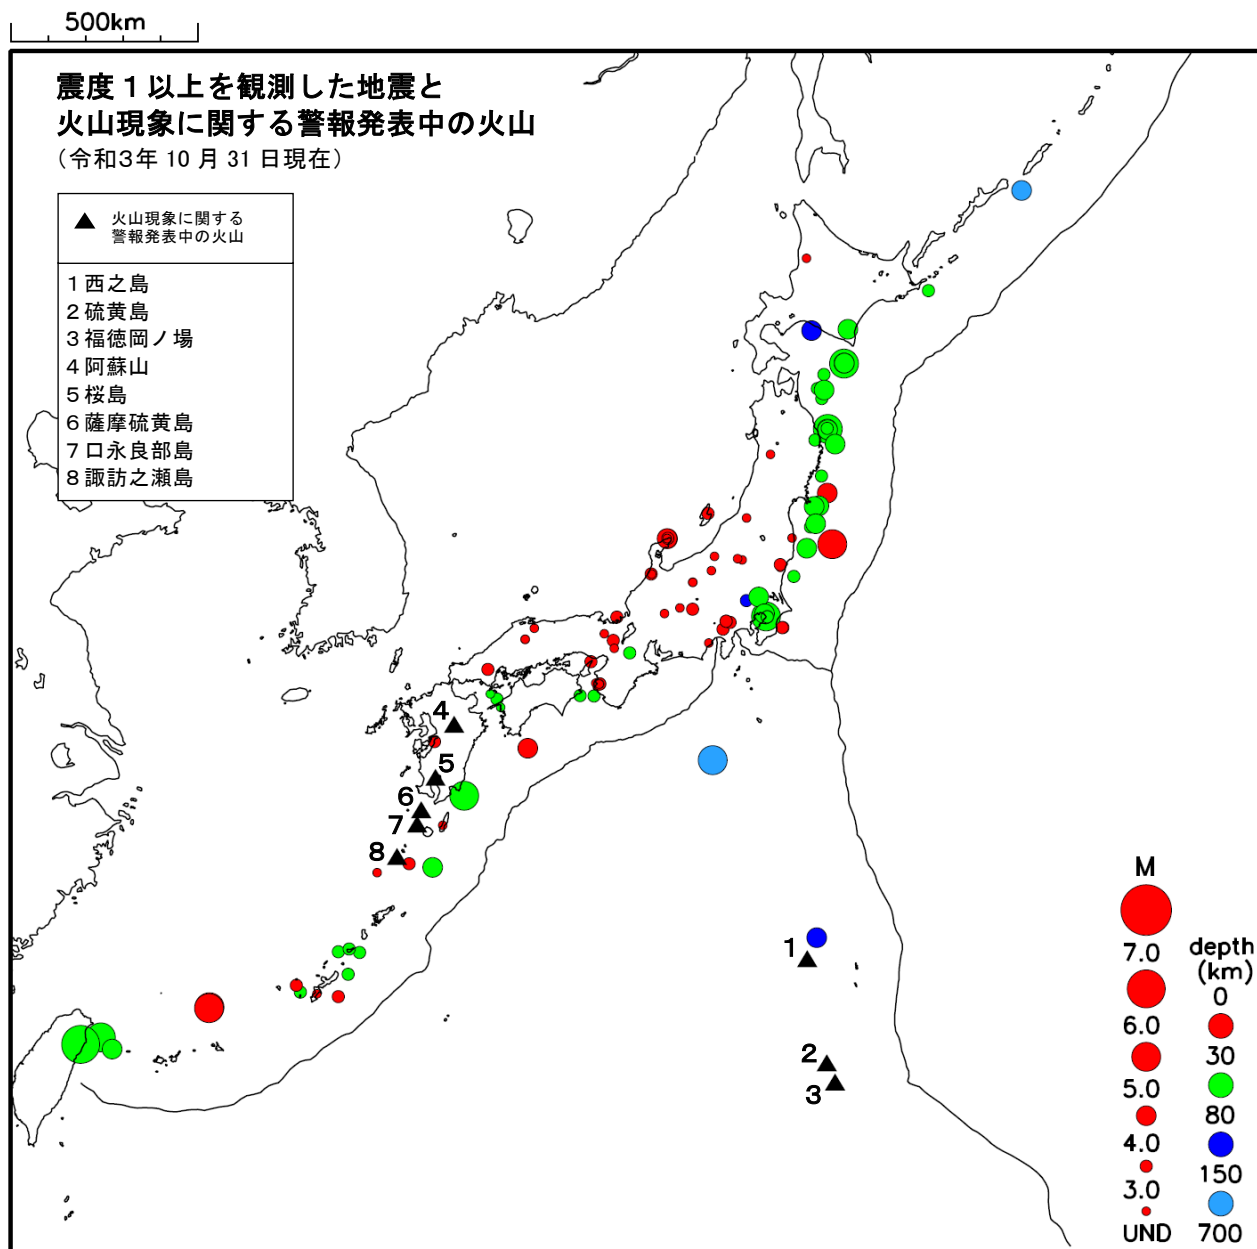 500km
震度１以上を観測した地震と
火山現象に関する警報発表中の火山
（令和3年 10 月 31 日現在）
火山現象に関する
警報発表中の火山
1 西之島
2 硫黄島
3 福徳岡ノ場
4 阿蘇山
5 桜島
6 薩摩硫黄島
7 口永良部島
8 諏訪之瀬島
4
5
6
7
8
1
2
3
M
7.0
6.0
5.0
4.0
3.0
UND
depth
(km)
0
30
80
150
700